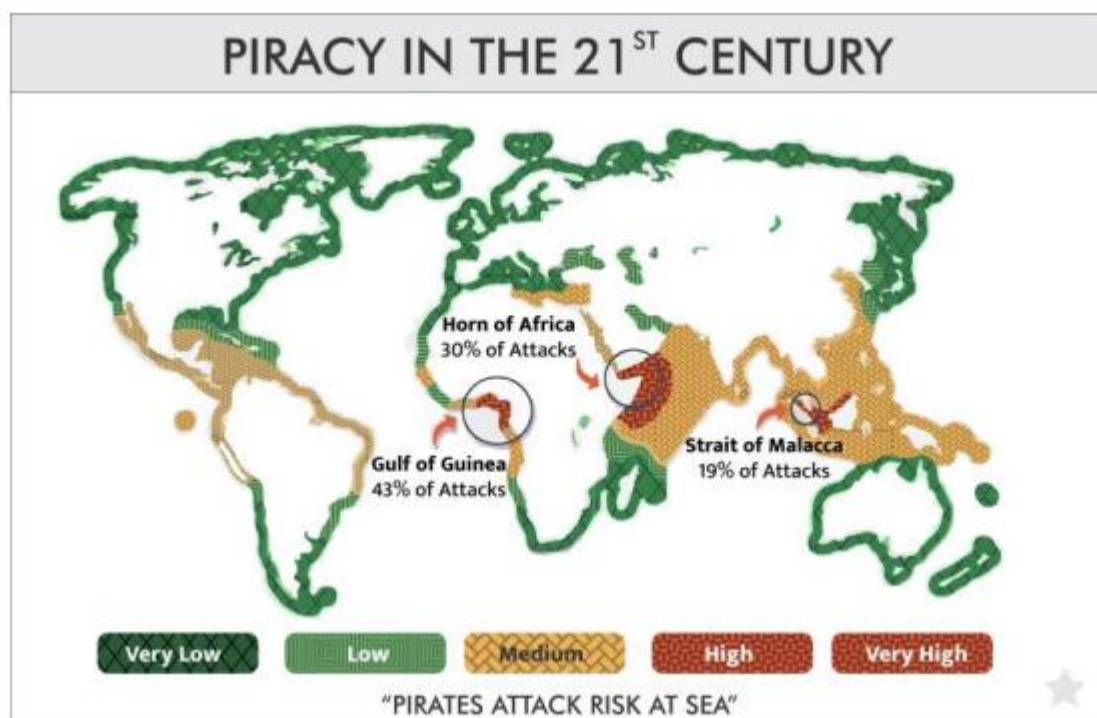 PIRACY IN THE 21ST CENTURY
Horn of Africa
30% of Attacks
Gulf of Guinea
43% of Attacks
Strait of Malacca
19% of Attacks
Very Low
Low
Medium
High
Very High
"PIRATES ATTACK RISK AT SEA"